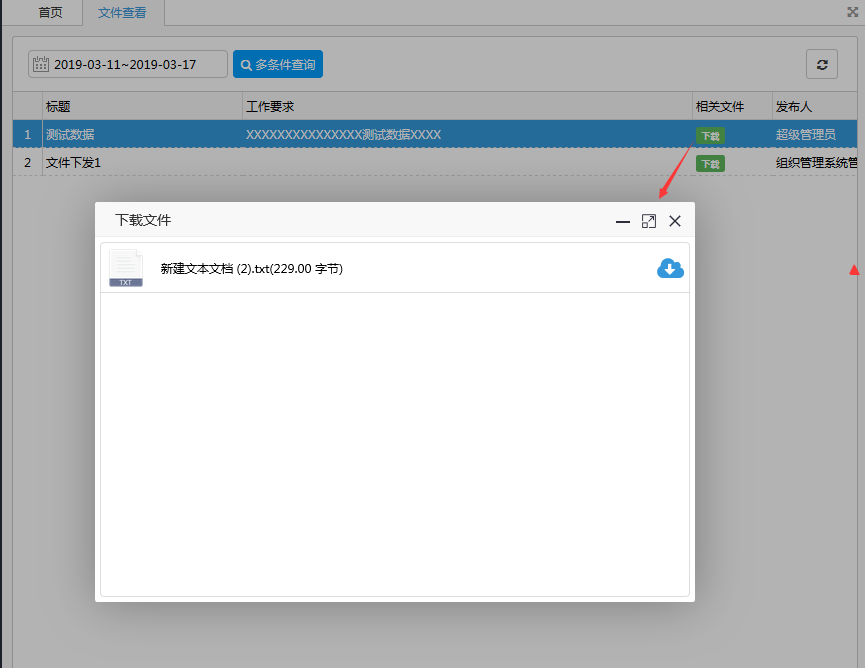 首页 文件查看
2019-03-11~2019-03-17 多条件查询
标题 工作要求 相关文件 发布人
1 测试数据 XXXXXXXXXXXXXXX测试数据XXXX 下载 超级管理员
2 文件下发1 下载 组织管理系统管
下载文件
新建文本文档 (2).txt(229.00 字节)
TXT